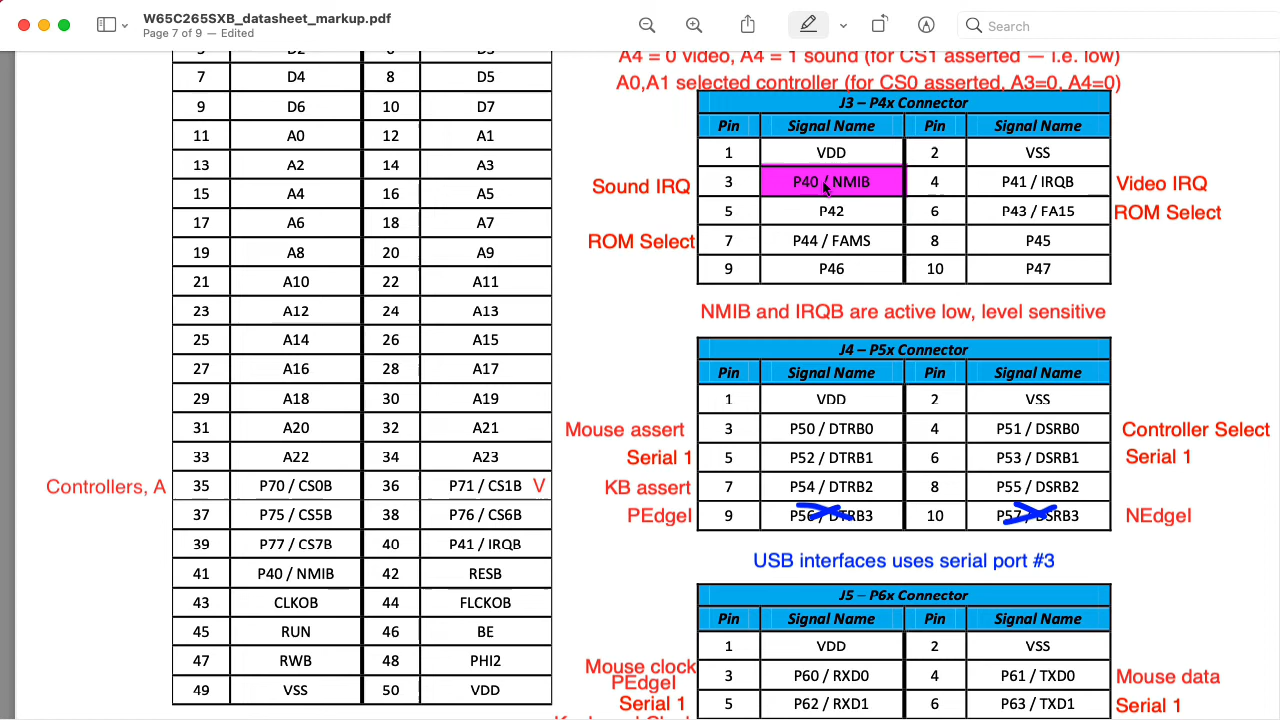 W65C265SXB_datasheet_markup.pdf
Page 7 of 9 — Edited
Search
A4 = 0 video, A4 = 1 sound (for CS1 asserted — i.e. low)
A0,A1 selected controller (for CS0 asserted, A3=0, A4=0)
7 D4 8 D5
9 D6 10 D7
11 A0 12 A1
13 A2 14 A3
15 A4 16 A5
17 A6 18 A7
19 A8 20 A9
21 A10 22 A11
23 A12 24 A13
25 A14 26 A15
27 A16 28 A17
29 A18 30 A19
31 A20 32 A21
33 A22 34 A23
Controllers, A 35 P70 / CS0B 36 P71 / CS1B V
37 P75 / CS5B 38 P76 / CS6B
39 P77 / CS7B 40 P41 / IRQB
41 P40 / NMIB 42 RESB
43 CLKOB 44 FLCKOB
45 RUN 46 BE
47 RWB 48 PHI2
49 VSS 50 VDD
J3 – P4x Connector
Pin Signal Name Pin Signal Name
1 VDD 2 VSS
Sound IRQ 3 P40 / NMIB 4 P41 / IRQB Video IRQ
5 P42 6 P43 / FA15 ROM Select
ROM Select 7 P44 / FAMS 8 P45
9 P46 10 P47
NMIB and IRQB are active low, level sensitive
J4 – P5x Connector
Pin Signal Name Pin Signal Name
1 VDD 2 VSS
Mouse assert 3 P50 / DTRB0 4 P51 / DSRB0 Controller Select
Serial 1 5 P52 / DTRB1 6 P53 / DSRB1 Serial 1
KB assert 7 P54 / DTRB2 8 P55 / DSRB2
PEdgeI 9 P56 / DTRB3 10 P57 / DSRB3 NEdgeI
USB interfaces uses serial port #3
J5 – P6x Connector
Pin Signal Name Pin Signal Name
1 VDD 2 VSS
Mouse clock
PEdgeI 3 P60 / RXD0 4 P61 / TXD0 Mouse data
Serial 1 5 P62 / RXD1 6 P63 / TXD1 Serial 1